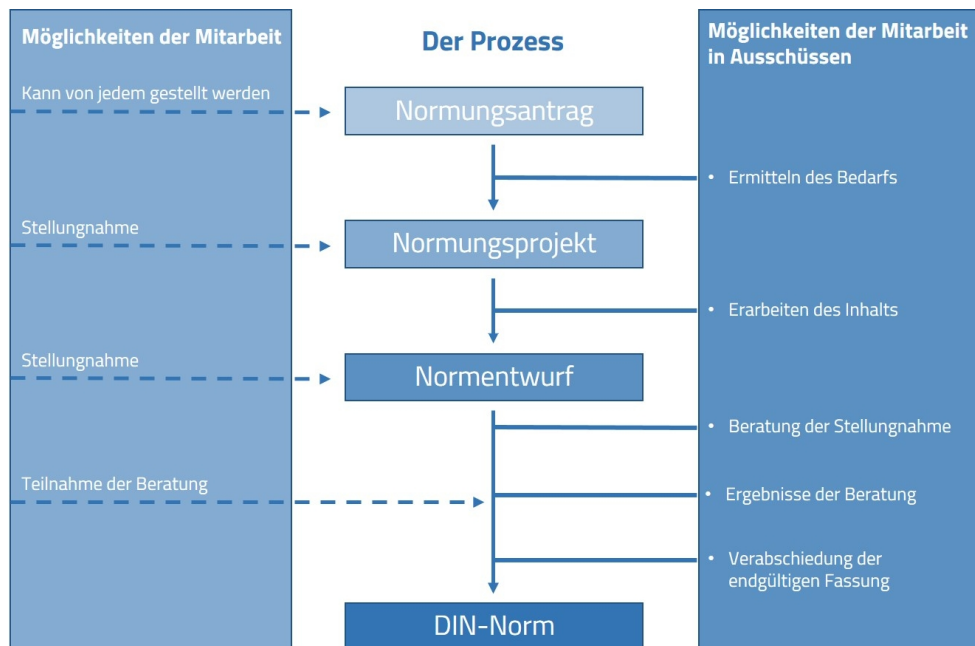 Möglichkeiten der Mitarbeit
Kann von jedem gestellt werden
Stellungnahme
Stellungnahme
Teilnahme der Beratung
Der Prozess
Normungsantrag
Normungsprojekt
Normentwurf
DIN-Norm
Möglichkeiten der Mitarbeit
in Ausschüssen
• Ermitteln des Bedarfs
• Erarbeiten des Inhalts
• Beratung der Stellungnahme
• Ergebnisse der Beratung
• Verabschiedung der
endgültigen Fassung